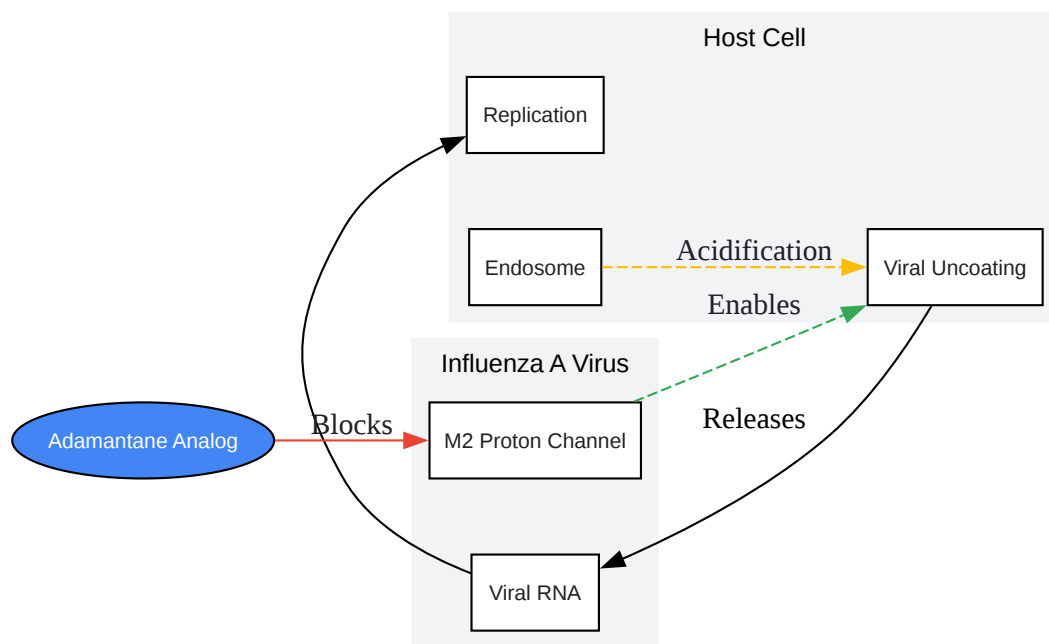 Host Cell
Replication
Endosome
Acidification
Viral Uncoating
Enables
Influenza A Virus
Adamantane Analog
Blocks
M2 Proton Channel
Releases
Viral RNA